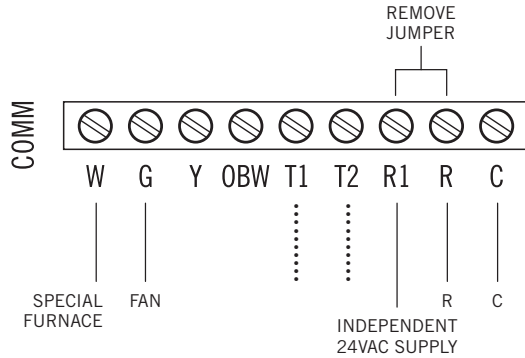 REMOVE
JUMPER
COMM
W G Y OBW T1 T2 R1 R C
SPECIAL
FURNACE
FAN
R
C
INDEPENDENT
24VAC SUPPLY